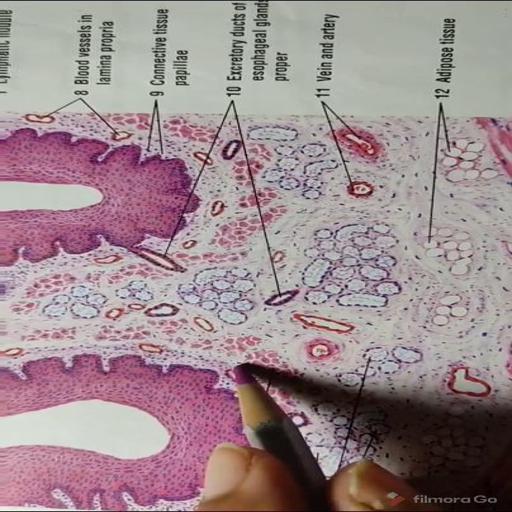 7 Lymphatic nodule
8 Blood vessels in
lamina propria
9 Connective tissue
papillae
10 Excretory ducts of
esophageal glands
proper
11 Vein and artery
12 Adipose tissue
filmora Go